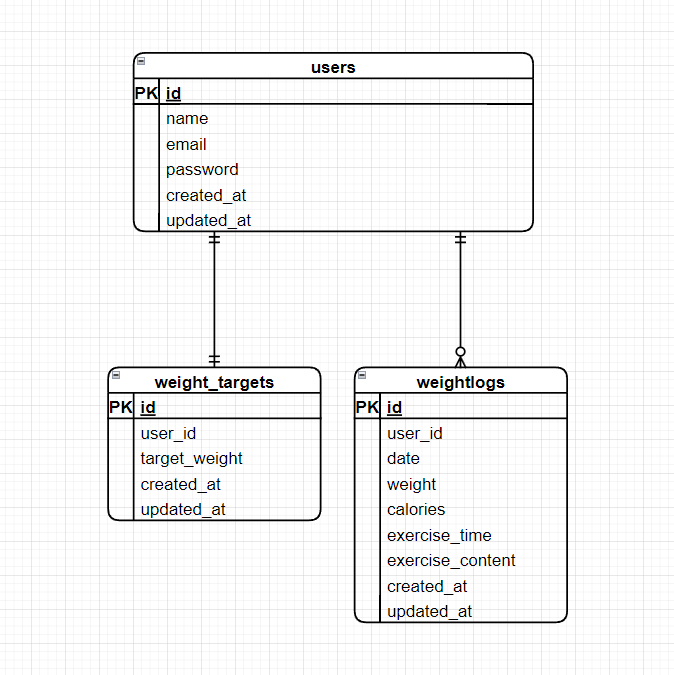 users
PK id
name
email
password
created_at
updated_at
weight_targets
PK id
user_id
target_weight
created_at
updated_at
weightlogs
PK id
user_id
date
weight
calories
exercise_time
exercise_content
created_at
updated_at